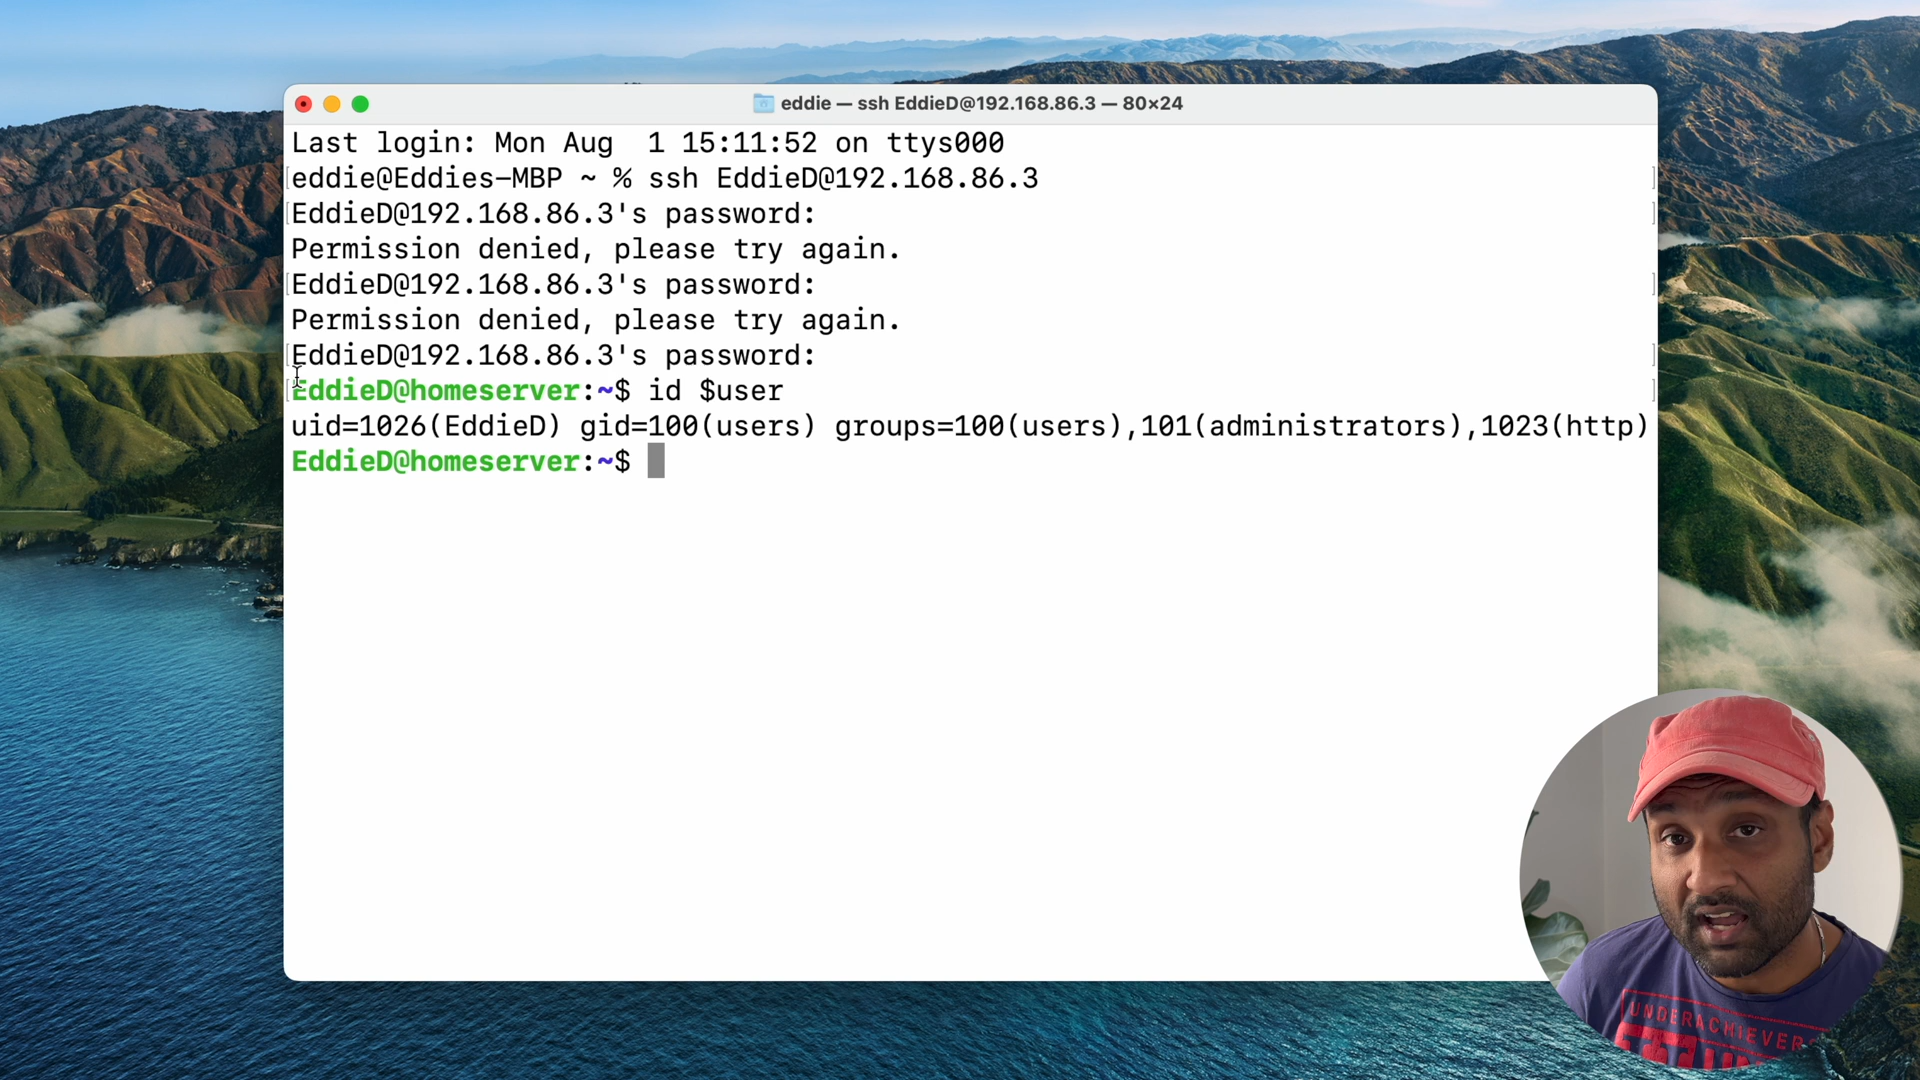 eddie — ssh EddieD@192.168.86.3 — 80×24
Last login: Mon Aug  1 15:11:52 on ttys000
eddie@Eddies-MBP ~ % ssh EddieD@192.168.86.3
EddieD@192.168.86.3's password:
Permission denied, please try again.
EddieD@192.168.86.3's password:
Permission denied, please try again.
EddieD@192.168.86.3's password:
EddieD@homeserver:~$ id $user
uid=1026(EddieD) gid=100(users) groups=100(users),101(administrators),1023(http)
EddieD@homeserver:~$
UNDERACHIEVERS